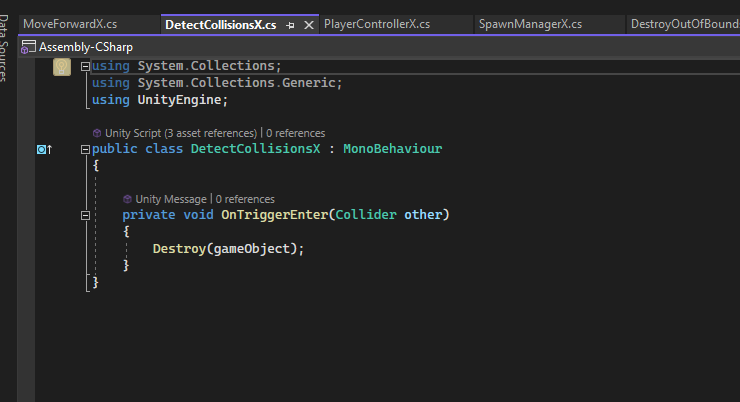 MoveForwardX.cs DetectCollisionsX.cs PlayerControllerX.cs SpawnManagerX.cs DestroyOutOfBound
Data Sources
Assembly-CSharp
using System.Collections;
using System.Collections.Generic;
using UnityEngine;
Unity Script (3 asset references) | 0 references
public class DetectCollisionsX : MonoBehaviour
{
Unity Message | 0 references
private void OnTriggerEnter(Collider other)
{
Destroy(gameObject);
}
}